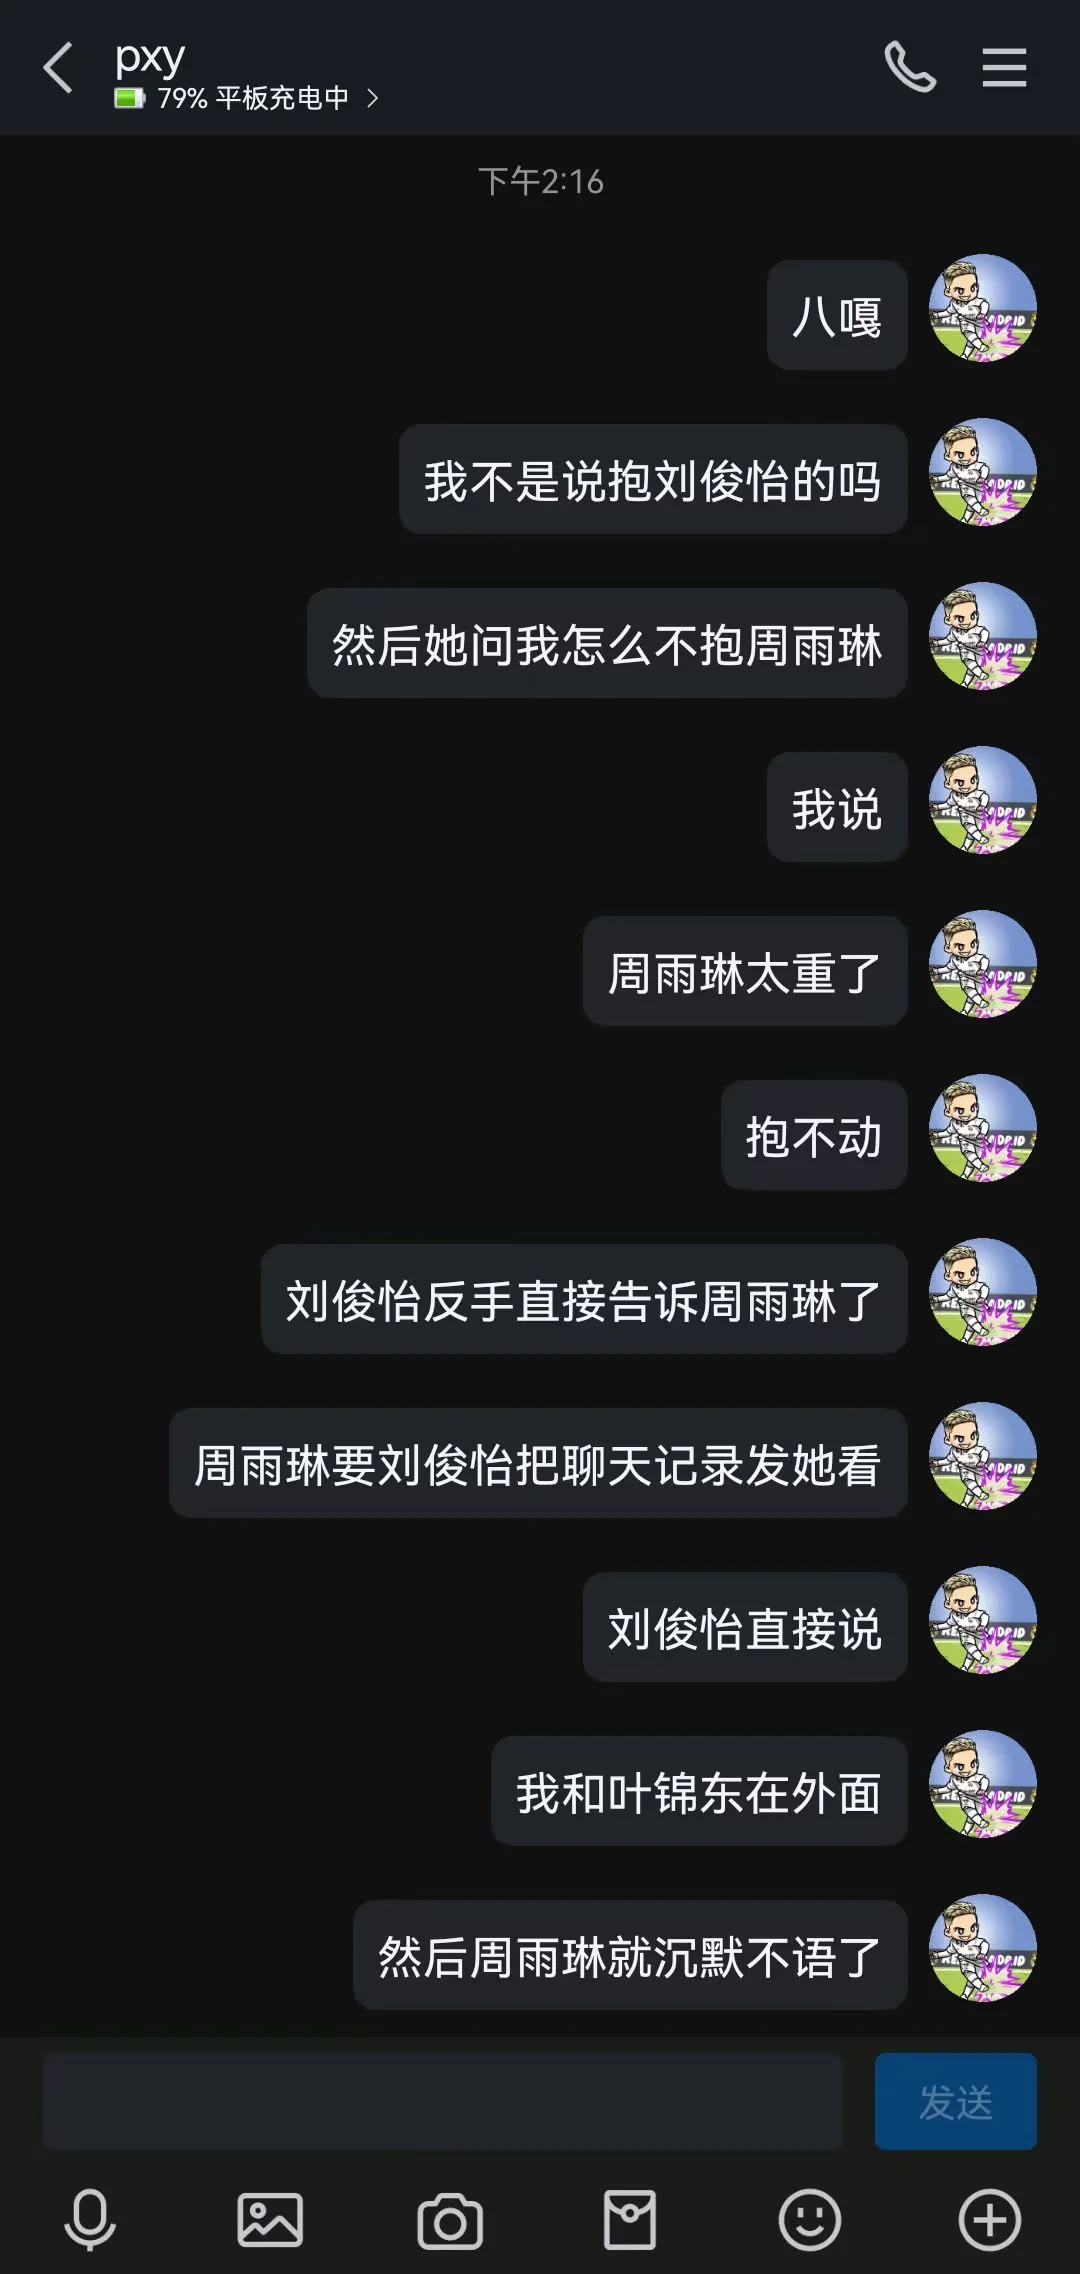 pxy
79% 平板充电中
下午2:16
八嘎
我不是说抱刘俊怡的吗
然后她问我怎么不抱周雨琳
我说
周雨琳太重了
抱不动
刘俊怡反手直接告诉周雨琳了
周雨琳要刘俊怡把聊天记录发她看
刘俊怡直接说
我和叶锦东在外面
然后周雨琳就沉默不语了
发送